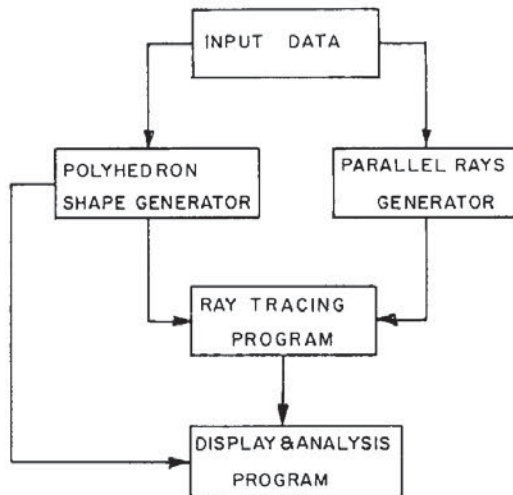 INPUT DATA
POLYHEDRON
SHAPE GENERATOR
PARALLEL RAYS
GENERATOR
RAY TRACING
PROGRAM
DISPLAY & ANALYSIS
PROGRAM